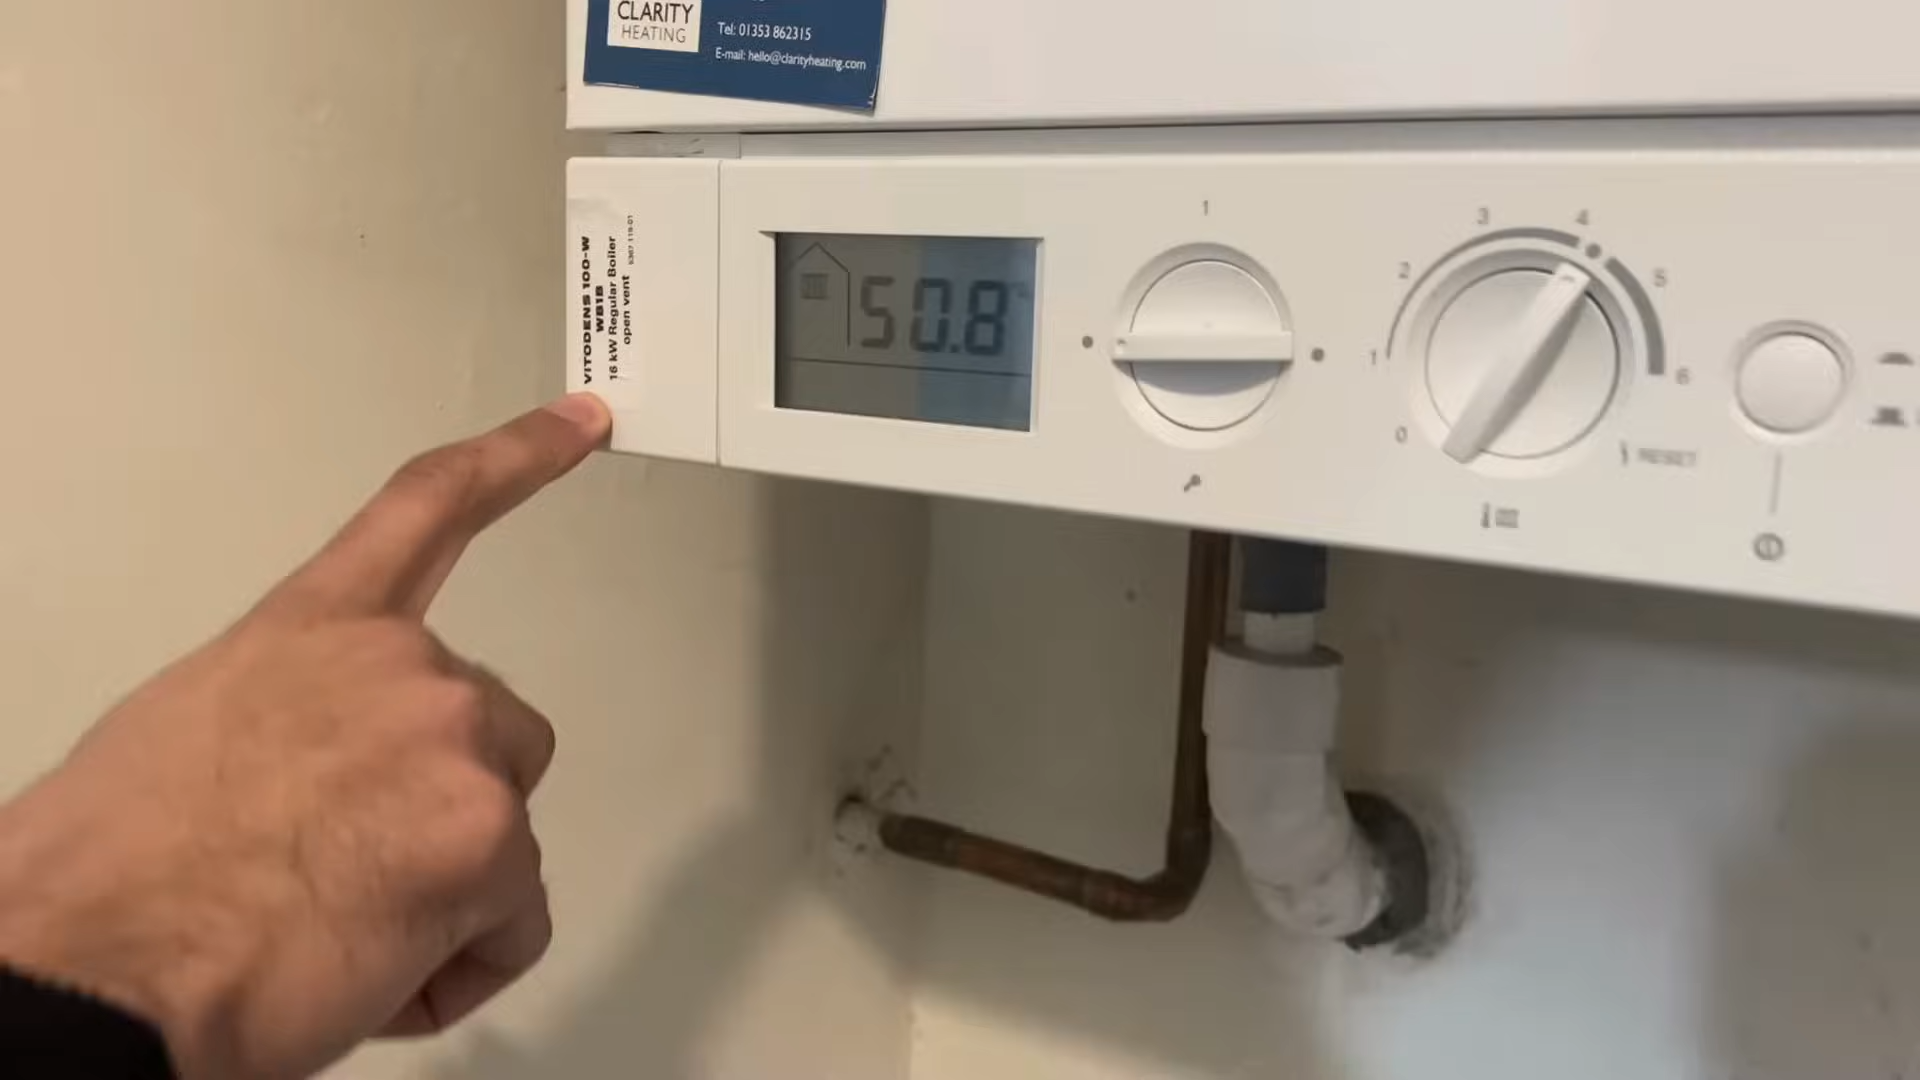 CLARITY
HEATING
Tel: 01353 862315
E-mail: hello@clarityheating.com
VITODENS 100-W
WB1B
16 kW Regular Boiler
open vent
50.8
1
0
1
2
3
4
5
6
RESET